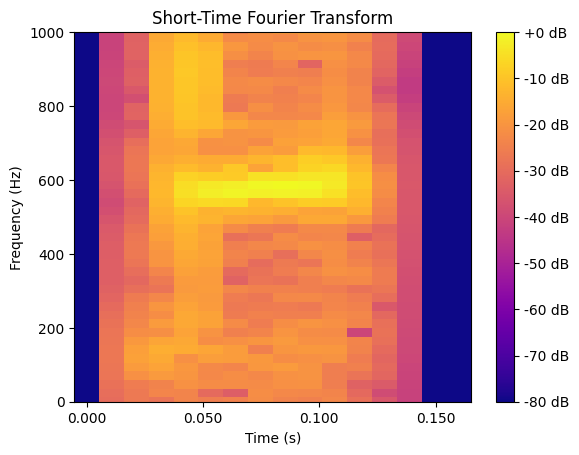 Short-Time Fourier Transform
1000
800
600
400
200
0
Frequency (Hz)
0.000
0.050
0.100
0.150
Time (s)
+0 dB
-10 dB
-20 dB
-30 dB
-40 dB
-50 dB
-60 dB
-70 dB
-80 dB